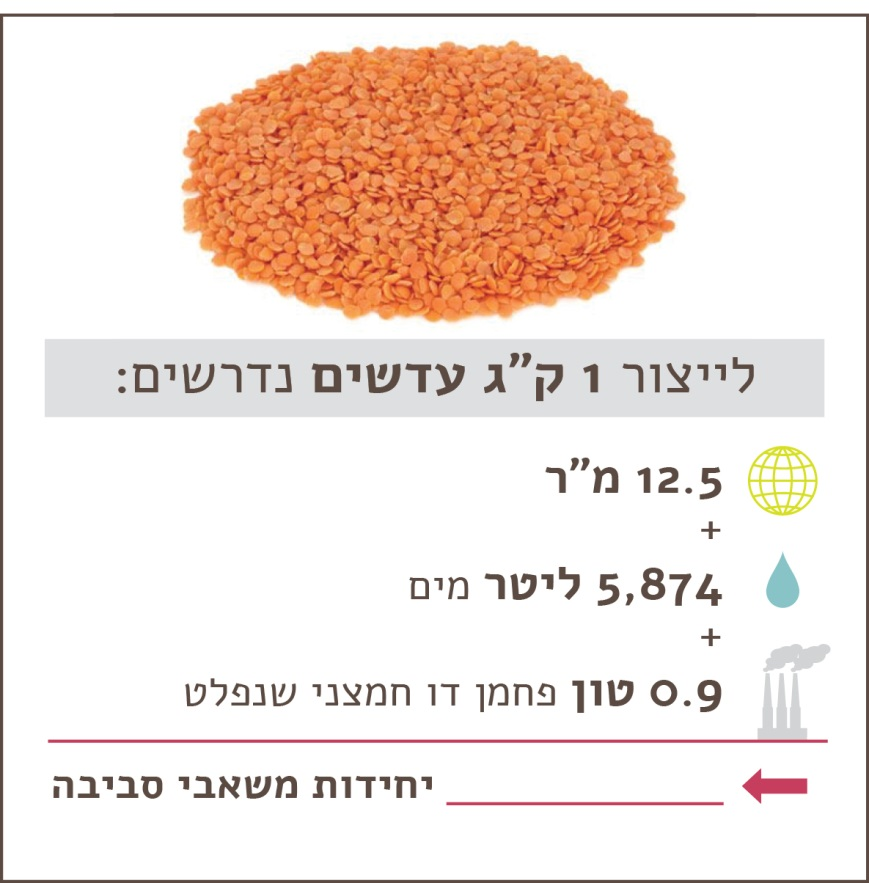 לייצור 1 ק"ג עדשים נדרשים:
12.5 מ"ר
+
5,874 ליטר מים
+
0.9 טון פחמן דו חמצני שנפלט
_______________ יחידות משאבי סביבה